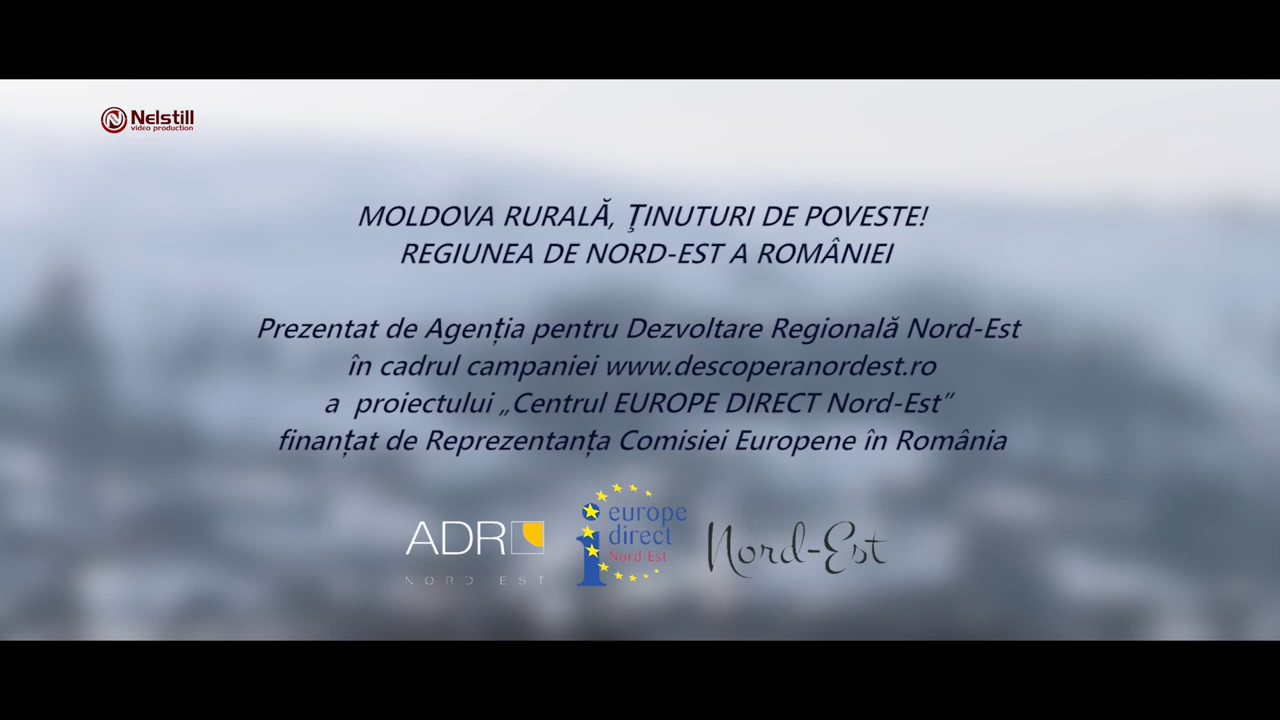 Nelstill
video production
MOLDOVA RURALĂ, ŢINUTURI DE POVESTE!
REGIUNEA DE NORD-EST A ROMÂNIEI
Prezentat de Agenția pentru Dezvoltare Regională Nord-Est
în cadrul campaniei www.descoperanordest.ro
a proiectului „Centrul EUROPE DIRECT Nord-Est”
finanțat de Reprezentanța Comisiei Europene în România
ADR
NORD EST
europe
direct
Nord-Est
Nord-Est